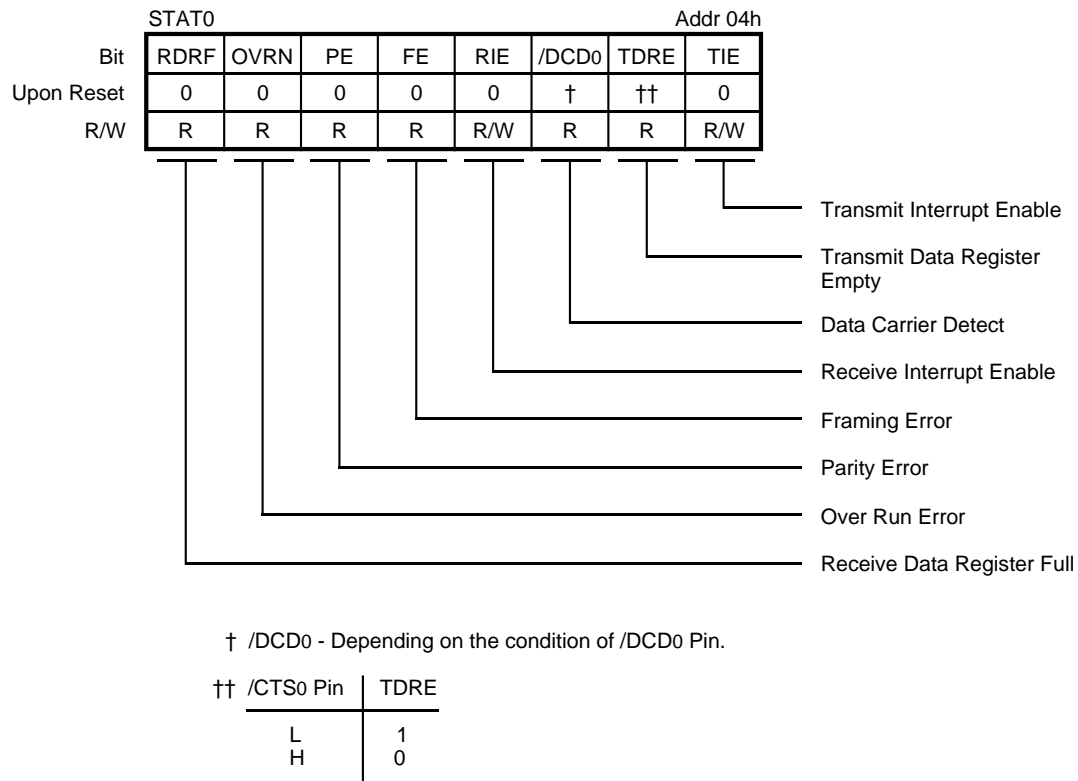 STAT0 Addr 04h
Bit RDRF OVRN PE FE RIE /DCD0 TDRE TIE
Upon Reset 0 0 0 0 0 † †† 0
R/W R R R R R/W R R R/W
Transmit Interrupt Enable
Transmit Data Register
Empty
Data Carrier Detect
Receive Interrupt Enable
Framing Error
Parity Error
Over Run Error
Receive Data Register Full
† /DCD0 - Depending on the condition of /DCD0 Pin.
†† /CTS0 Pin TDRE
L 1
H 0